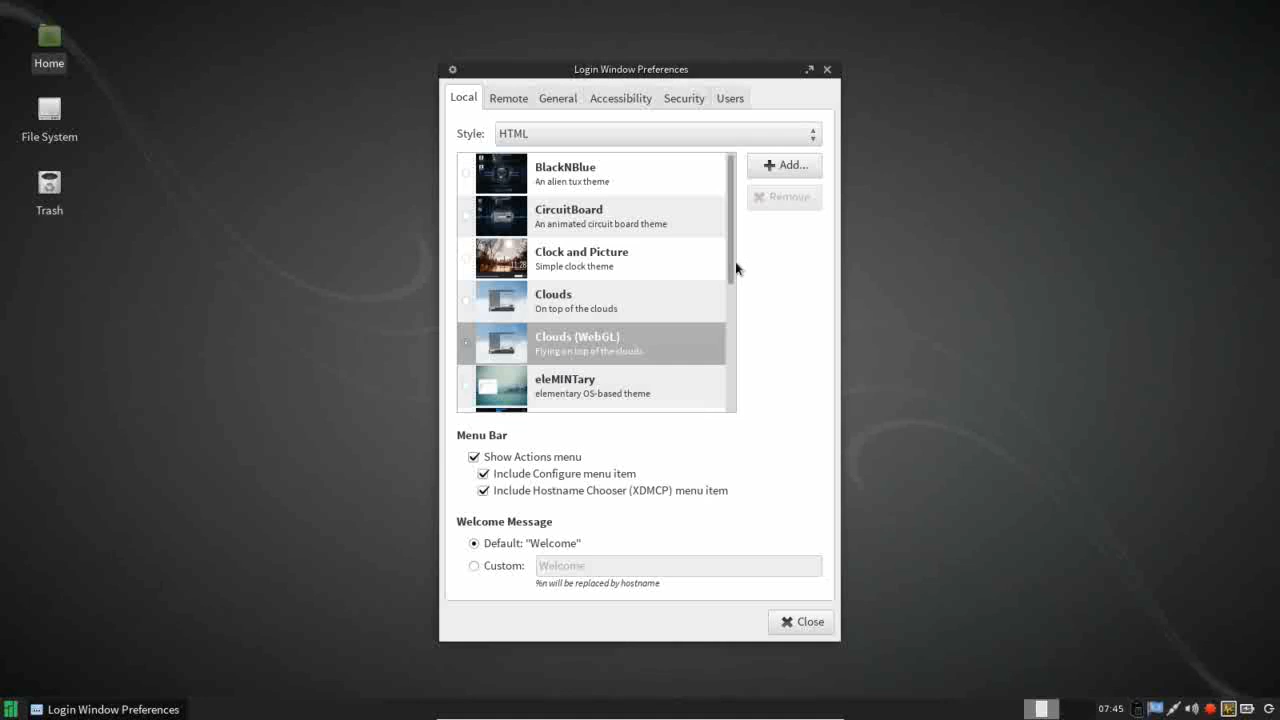 Home
File System
Trash
Login Window Preferences
Local
Remote
General
Accessibility
Security
Users
Style:
HTML
BlackNBlue
An alien tux theme
CircuitBoard
An animated circuit board theme
Clock and Picture
Simple clock theme
Clouds
On top of the clouds
Clouds (WebGL)
Flying on top of the clouds
eleMINTary
elementary OS-based theme
Add...
Remove
Menu Bar
Show Actions menu
Include Configure menu item
Include Hostname Chooser (XDMCP) menu item
Welcome Message
Default: "Welcome"
Custom:
Welcome
%n will be replaced by hostname
Close
Login Window Preferences
07:45